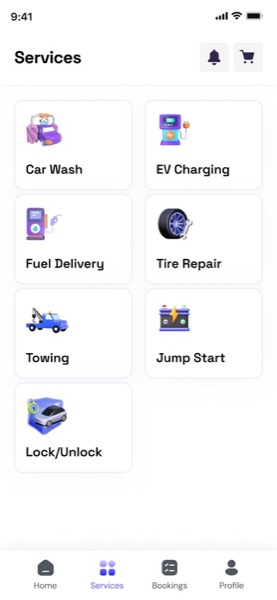 9:41
Services
Car Wash
EV Charging
Fuel Delivery
Tire Repair
Towing
Jump Start
Lock/Unlock
Home
Services
Bookings
Profile